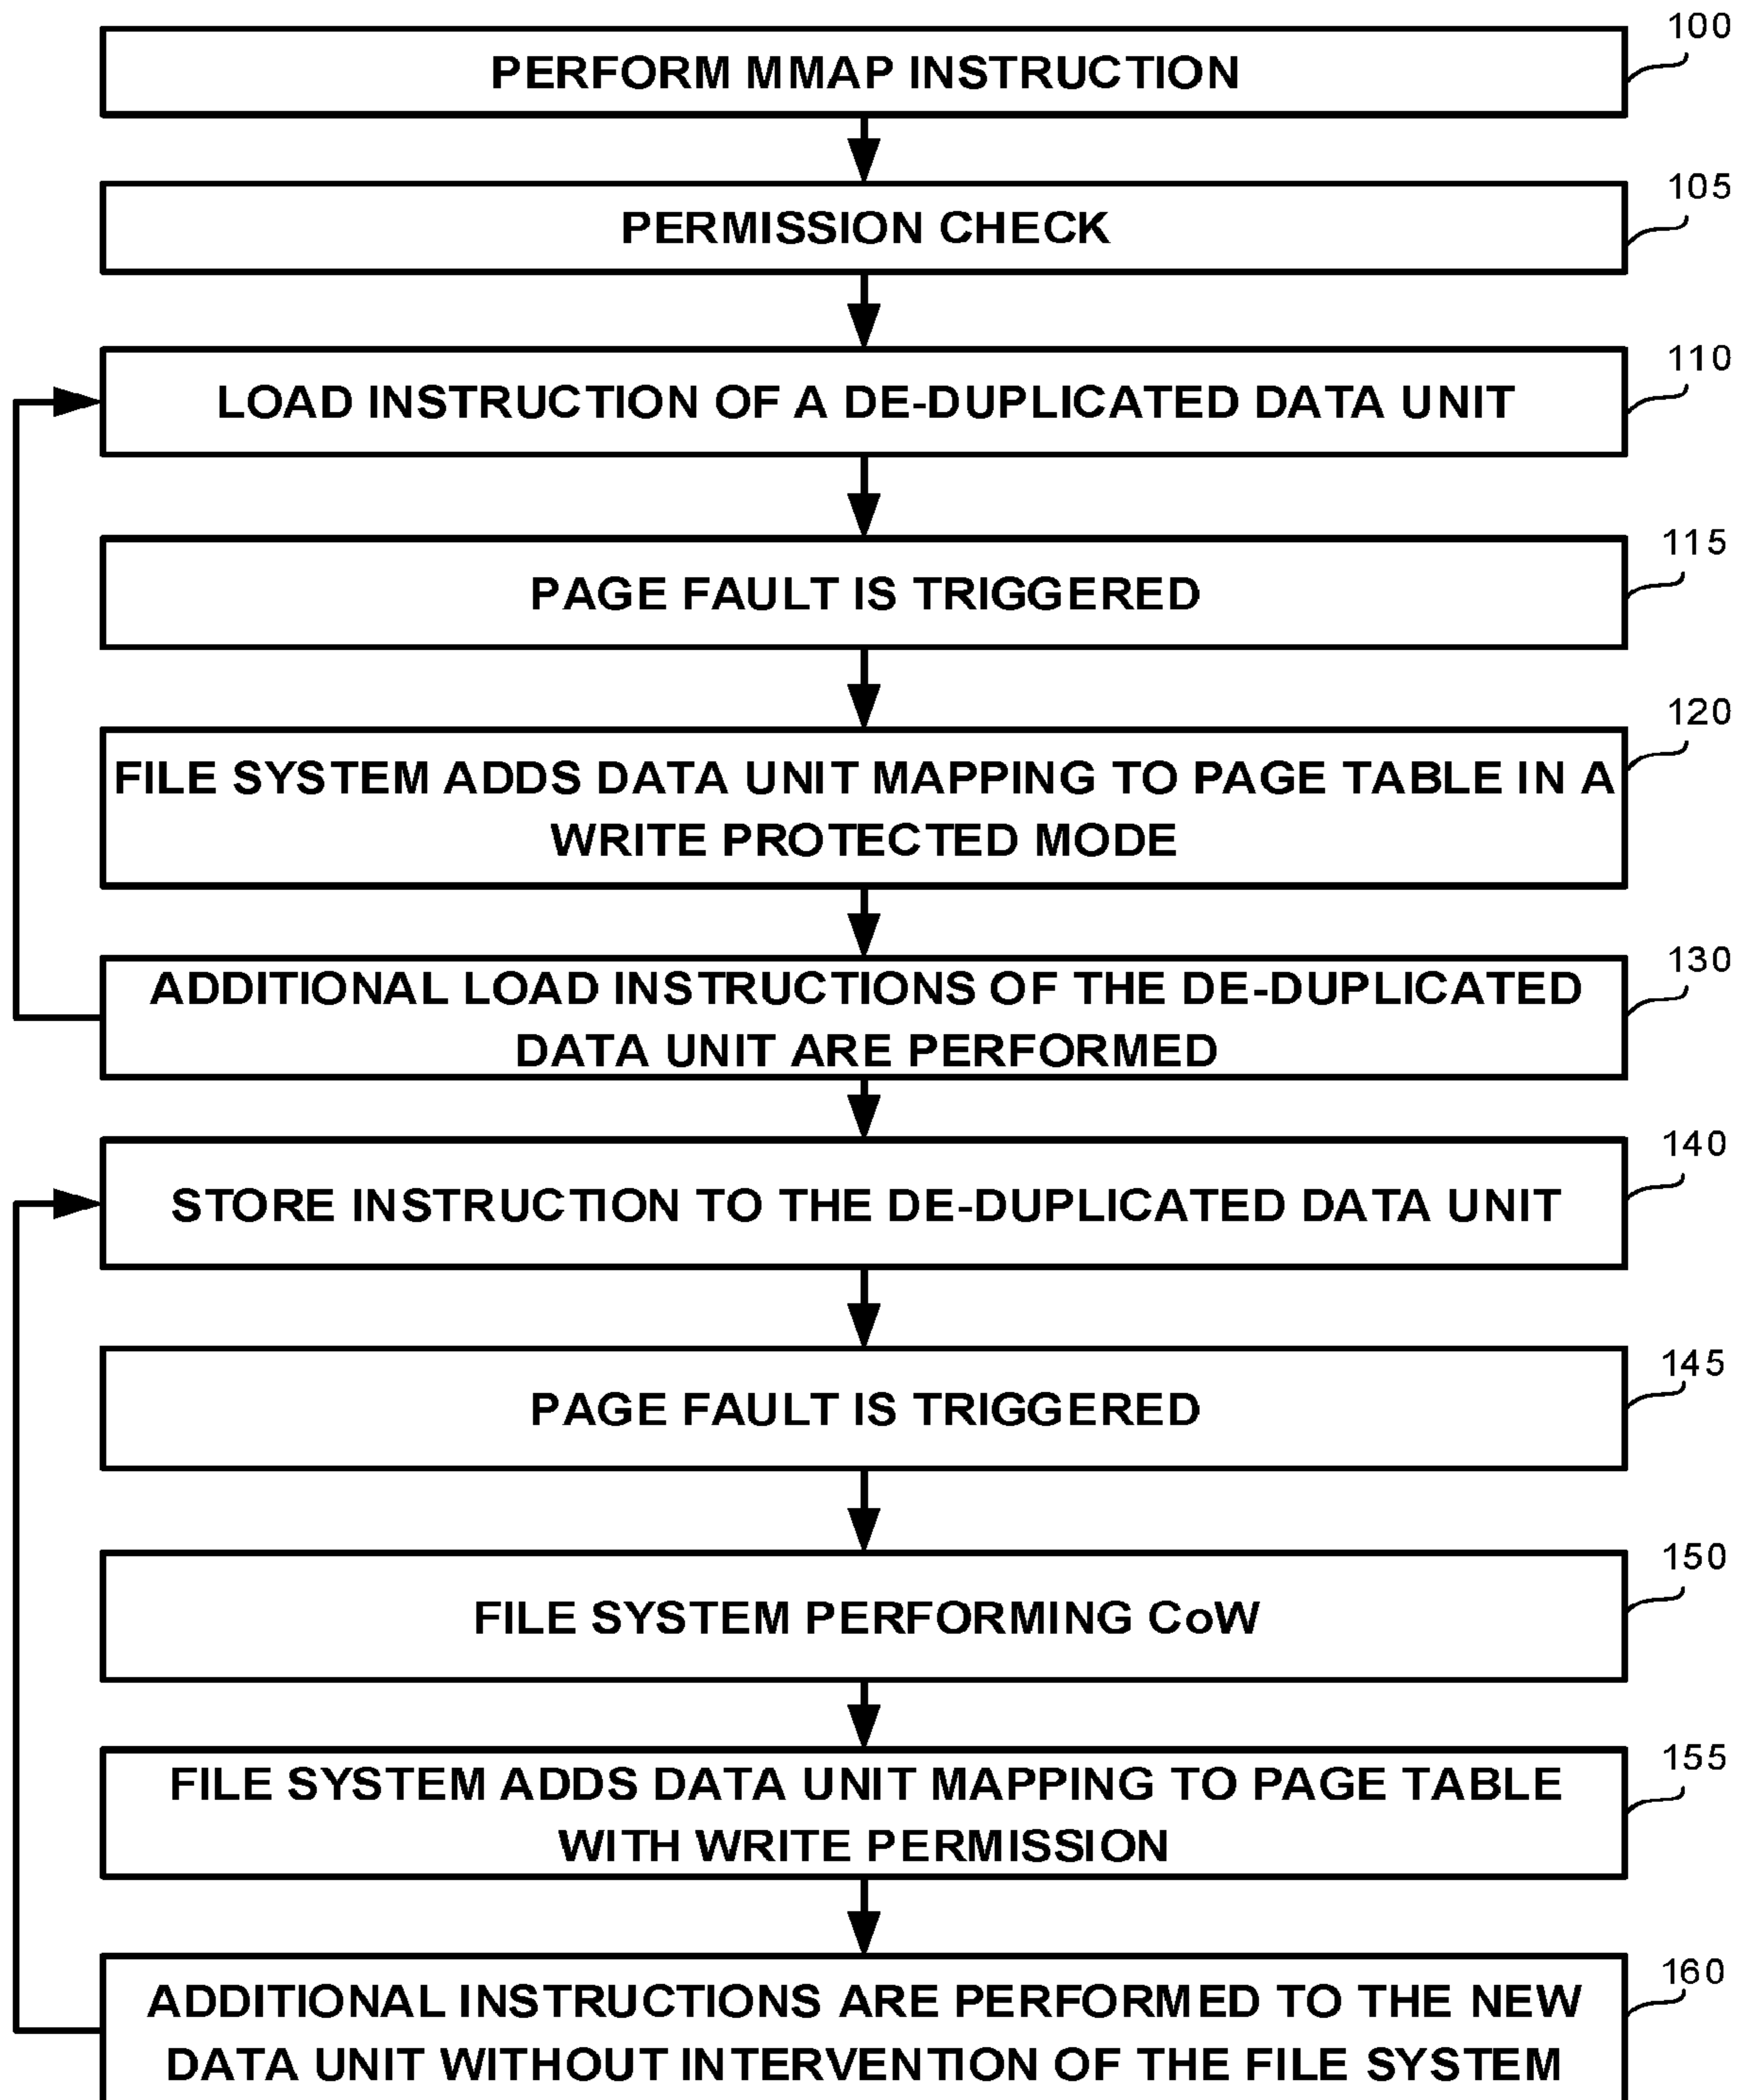 100
PERFORM MMAP INSTRUCTION
105
PERMISSION CHECK
110
LOAD INSTRUCTION OF A DE-DUPLICATED DATA UNIT
115
PAGE FAULT IS TRIGGERED
120
FILE SYSTEM ADDS DATA UNIT MAPPING TO PAGE TABLE IN A
WRITE PROTECTED MODE
130
ADDITIONAL LOAD INSTRUCTIONS OF THE DE-DUPLICATED
DATA UNIT ARE PERFORMED
140
STORE INSTRUCTION TO THE DE-DUPLICATED DATA UNIT
145
PAGE FAULT IS TRIGGERED
150
FILE SYSTEM PERFORMING CoW
155
FILE SYSTEM ADDS DATA UNIT MAPPING TO PAGE TABLE
WITH WRITE PERMISSION
160
ADDITIONAL INSTRUCTIONS ARE PERFORMED TO THE NEW
DATA UNIT WITHOUT INTERVENTION OF THE FILE SYSTEM